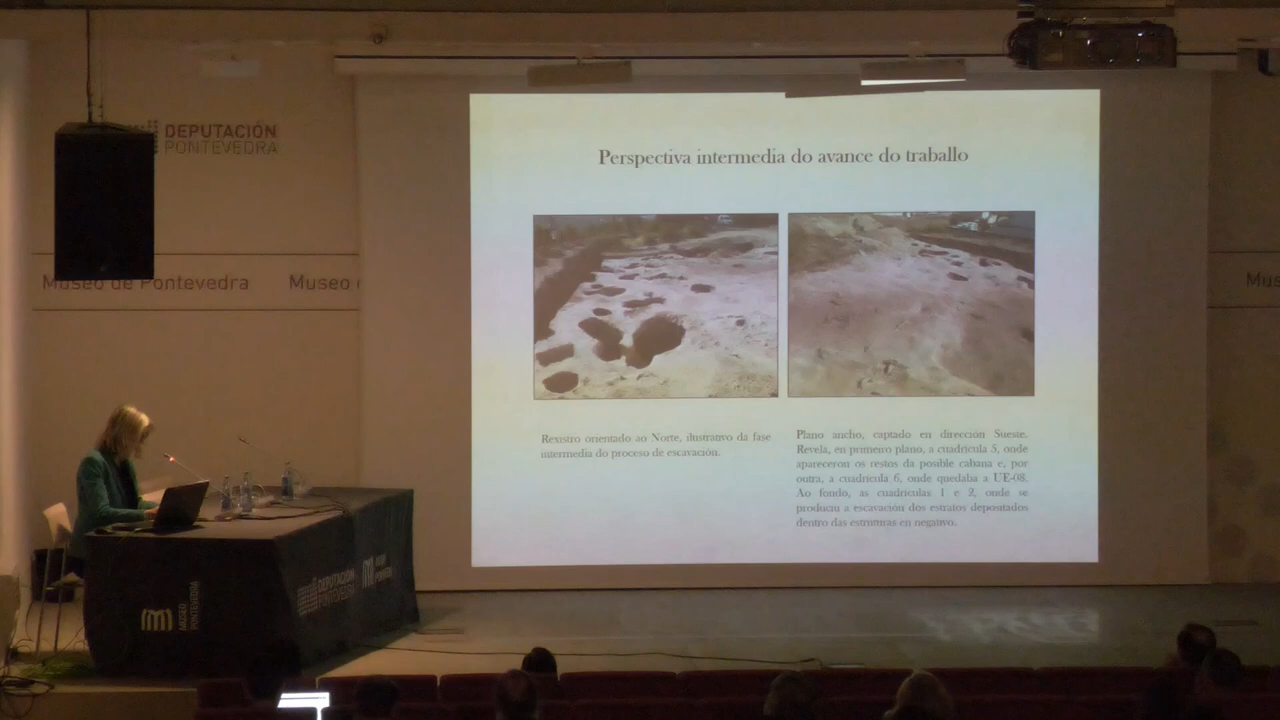 DEPUTACIÓN
PONTEVEDRA
Museo de Pontevedra
Museo
Perspectiva intermedia do avance do traballo
Rexistro orientado ao Norte, ilustrativo da fase
intermedia do proceso de escavación.
Plano ancho, captado en dirección Sueste.
Revela, en primeiro plano, a cuadrícula 5, onde
apareceron os restos da posible cabana e, por
outra, a cuadrícula 6, onde quedaba a UE-08.
Ao fondo, as cuadrículas 1 e 2, onde se
produciu a escavación dos estratos depositados
dentro das estruturas en negativo.
Mus
MUSEO
PONTEVEDRA
DEPUTACIÓN
PONTEVEDRA